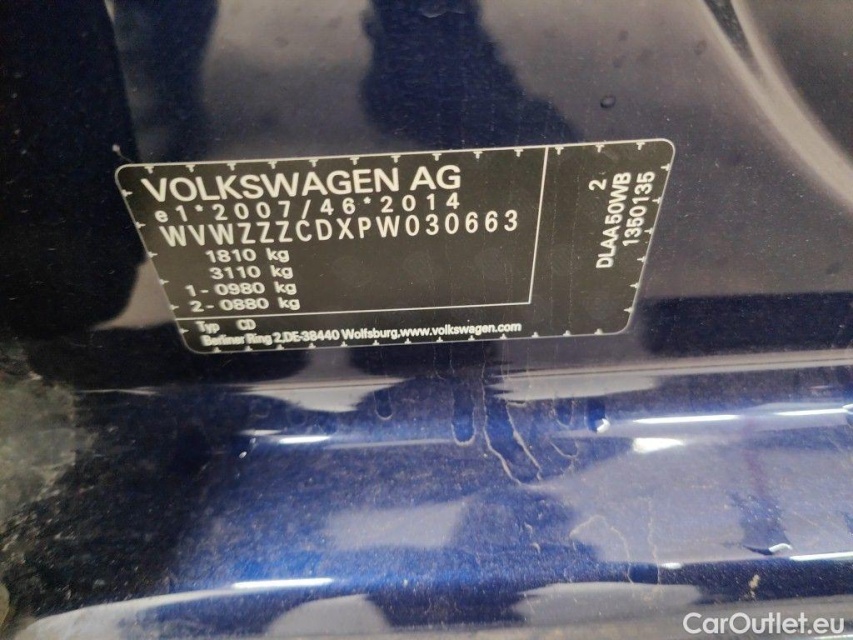 VOLKSWAGEN AG
e1*2007/46*2014
WVWZZZCDXPW030663
1810 kg
3110 kg
1 - 0980 kg
2 - 0880 kg
Typ CD
Berliner Ring 2,DE-38440 Wolfsburg,www.volkswagen.com
2.
DLAA50WB
1350135
CarOutlet.eu